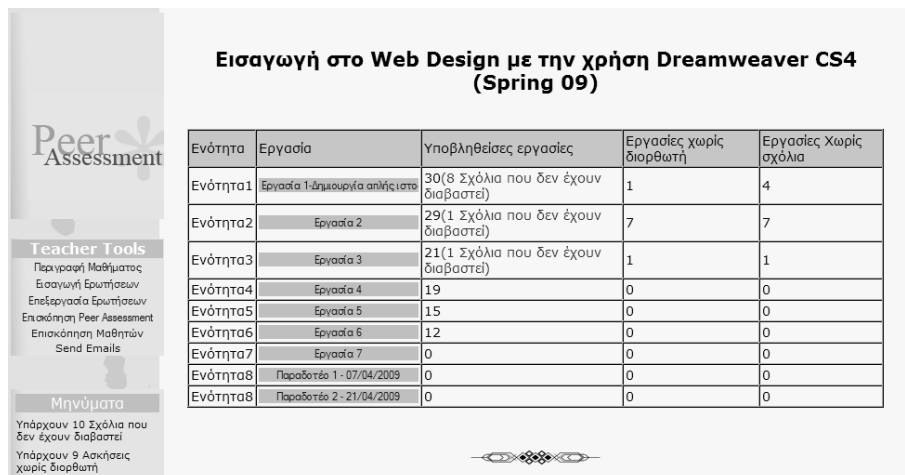 Εισαγωγή στο Web Design με την χρήση Dreamweaver CS4
(Spring 09)
Peer
Assessment
Teacher Tools
Περιγραφή Μαθήματος
Εισαγωγή Ερωτήσεων
Επεξεργασία Ερωτήσεων
Επισκόπηση Peer Assessment
Επισκόπηση Μαθητών
Send Emails
Μηνύματα
Υπάρχουν 10 Σχόλια που
δεν έχουν διαβαστεί
Υπάρχουν 9 Ασκήσεις
χωρίς διορθωτή
Ενότητα Εργασία Υποβληθείσες εργασίες Εργασίες χωρίς διορθωτή Εργασίες Χωρίς σχόλια
Ενότητα1 Εργασία 1-Δημιουργία απλής ιστο 30(8 Σχόλια που δεν έχουν διαβαστεί) 1 4
Ενότητα2 Εργασία 2 29(1 Σχόλια που δεν έχουν διαβαστεί) 7 7
Ενότητα3 Εργασία 3 21(1 Σχόλια που δεν έχουν διαβαστεί) 1 1
Ενότητα4 Εργασία 4 19 0 0
Ενότητα5 Εργασία 5 15 0 0
Ενότητα6 Εργασία 6 12 0 0
Ενότητα7 Εργασία 7 0 0 0
Ενότητα8 Παραδοτέο 1 - 07/04/2009 0 0 0
Ενότητα8 Παραδοτέο 2 - 21/04/2009 0 0 0